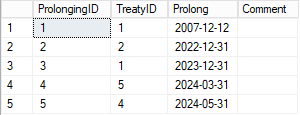 ProlongingID TreatyID Prolong Comment
1 1 1 2007-12-12
2 2 2 2022-12-31
3 3 1 2023-12-31
4 4 5 2024-03-31
5 5 4 2024-05-31